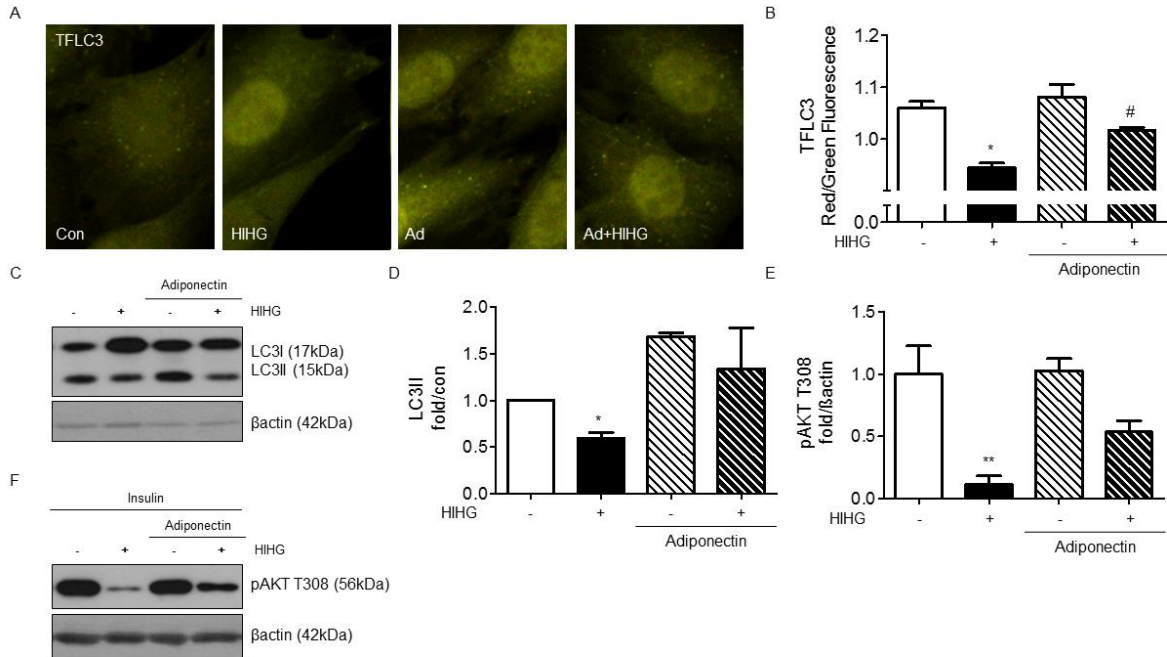 A
TFLC3
Con
HIHG
Ad
Ad+HIHG
B
TFLC3
Red/Green Fluorescence
1.2
1.1
1.0
0.0
*
#
HIHG
-
+
-
+
Adiponectin
C
Adiponectin
-
+
-
+
HIHG
LC3I (17kDa)
LC3II (15kDa)
βactin (42kDa)
D
LC3II
fold/con
2.0
1.5
1.0
0.5
0.0
*
HIHG
-
+
-
+
Adiponectin
E
pAKT T308
fold/βactin
1.5
1.0
0.5
0.0
**
HIHG
-
+
-
+
Adiponectin
F
Insulin
Adiponectin
-
+
-
+
HIHG
pAKT T308 (56kDa)
βactin (42kDa)